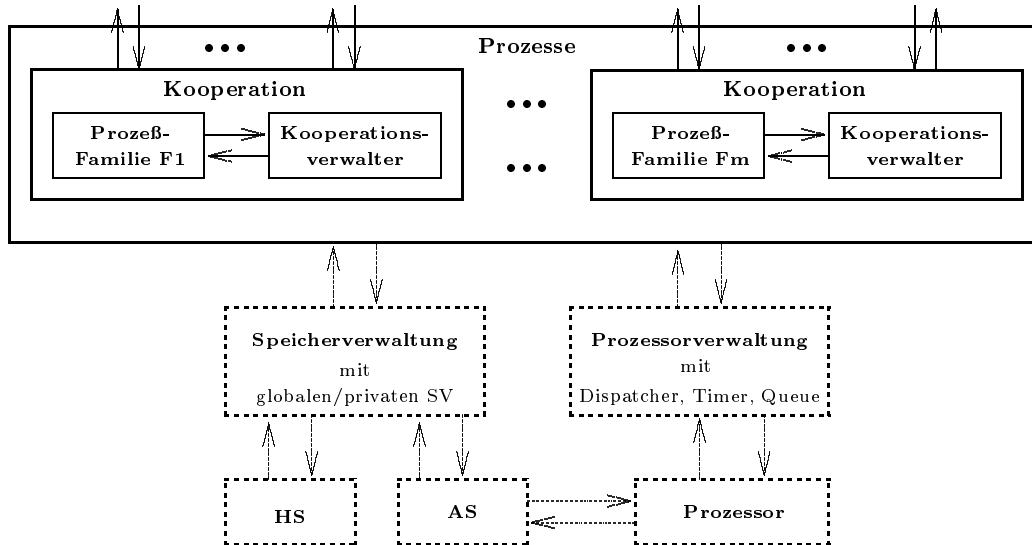 Prozesse
Kooperation
Kooperation
Prozeß-
Familie F1
Kooperations-
verwalter
Prozeß-
Familie Fm
Kooperations-
verwalter
Speicherverwaltung
mit
globalen/privaten SV
Prozessorverwaltung
mit
Dispatcher, Timer, Queue
HS
AS
Prozessor